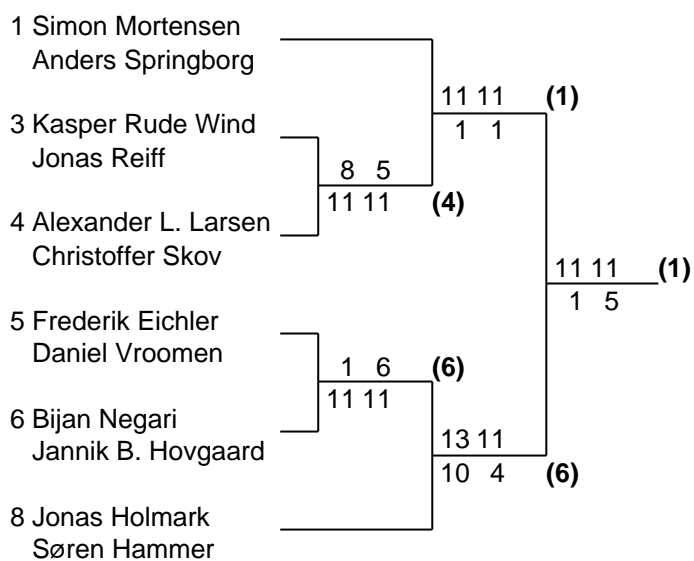 1 Simon Mortensen
Anders Springborg
11 11 (1)
1 1
3 Kasper Rude Wind
Jonas Reiff
8 5
11 11 (4)
4 Alexander L. Larsen
Christoffer Skov
11 11 (1)
1 5
5 Frederik Eichler
Daniel Vroomen
1 6 (6)
11 11
6 Bijan Negari
Jannik B. Hovgaard
13 11
10 4 (6)
8 Jonas Holmark
Søren Hammer